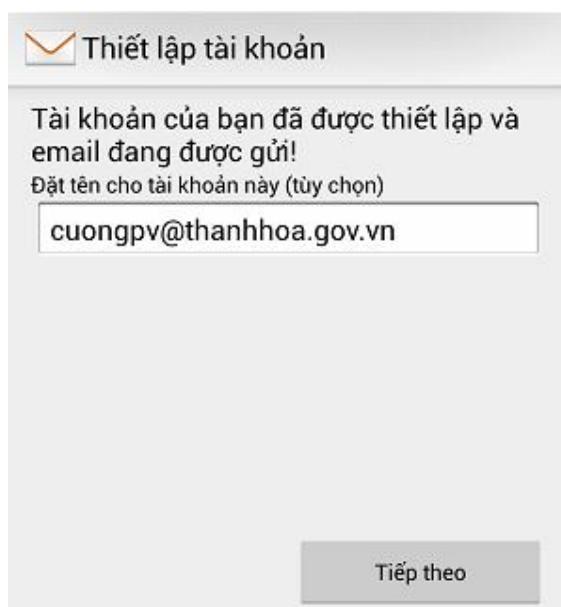 Thiết lập tài khoản
Tài khoản của bạn đã được thiết lập và
email đang được gửi!
Đặt tên cho tài khoản này (tùy chọn)
cuongpv@thanhhoa.gov.vn
Tiếp theo